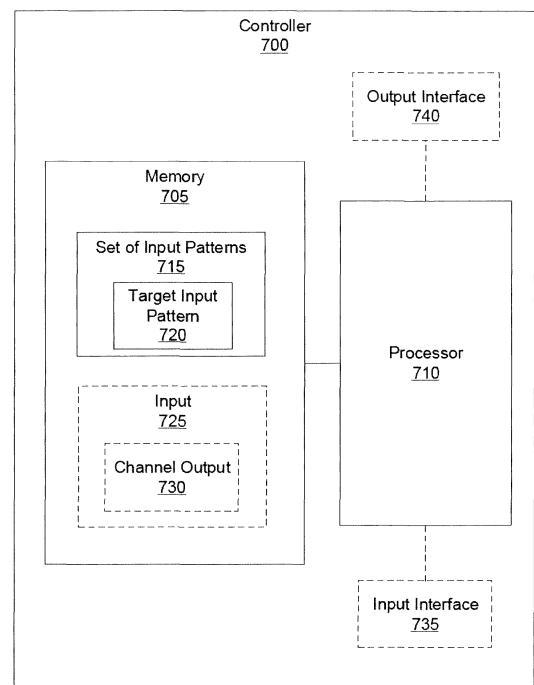 Controller
700
Output Interface
740
Memory
705
Set of Input Patterns
715
Target Input
Pattern
720
Processor
710
Input
725
Channel Output
730
Input Interface
735